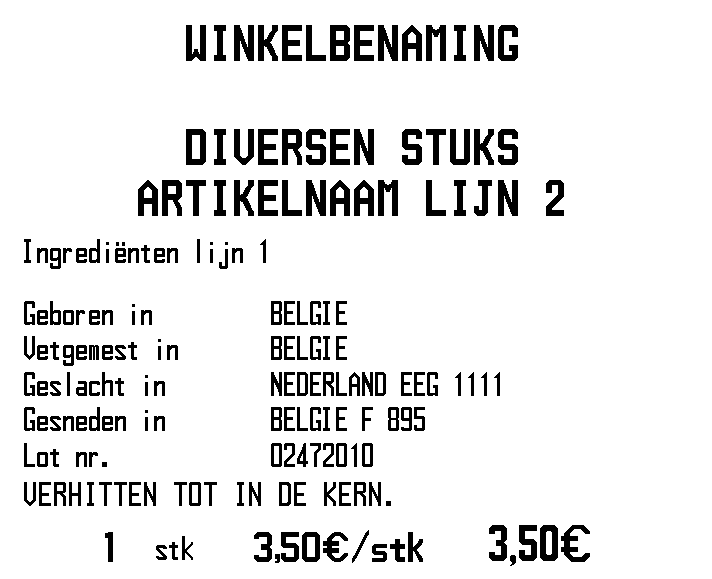 WINKELBENAMING
DIVERSEN STUKS
ARTIKELNAAM LIJN 2
Ingrediënten lijn 1
Geboren in BELGIE
Vetgemest in BELGIE
Geslacht in NEDERLAND EEG 1111
Gesneden in BELGIE F 895
Lot nr. 02472010
VERHITTEN TOT IN DE KERN.
1 stk 3,50€/stk 3,50€